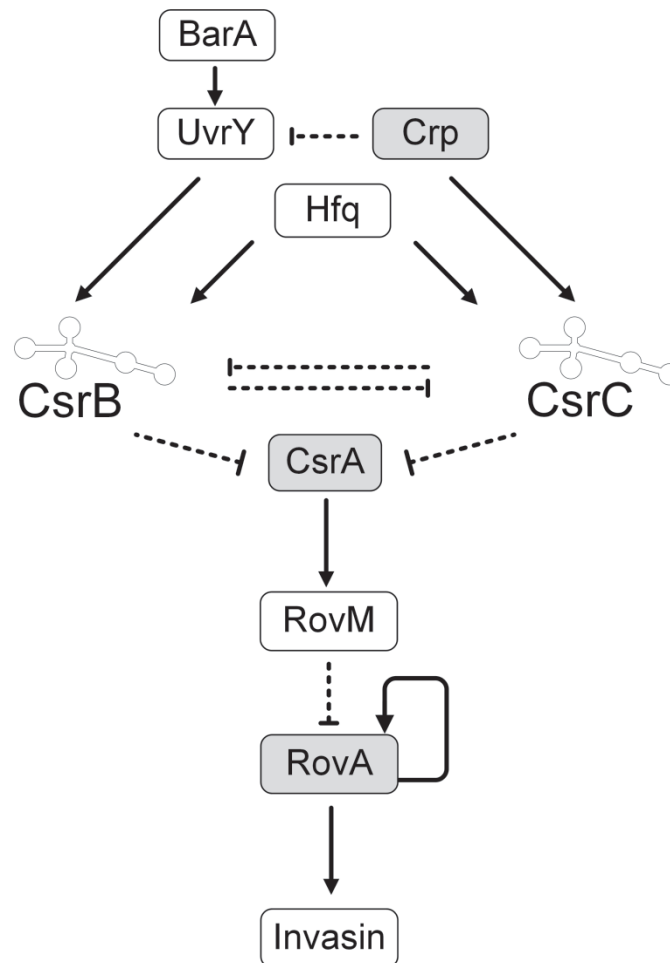 BarA
UvrY
Crp
Hfq
CsrB
CsrC
CsrA
RovM
RovA
Invasin